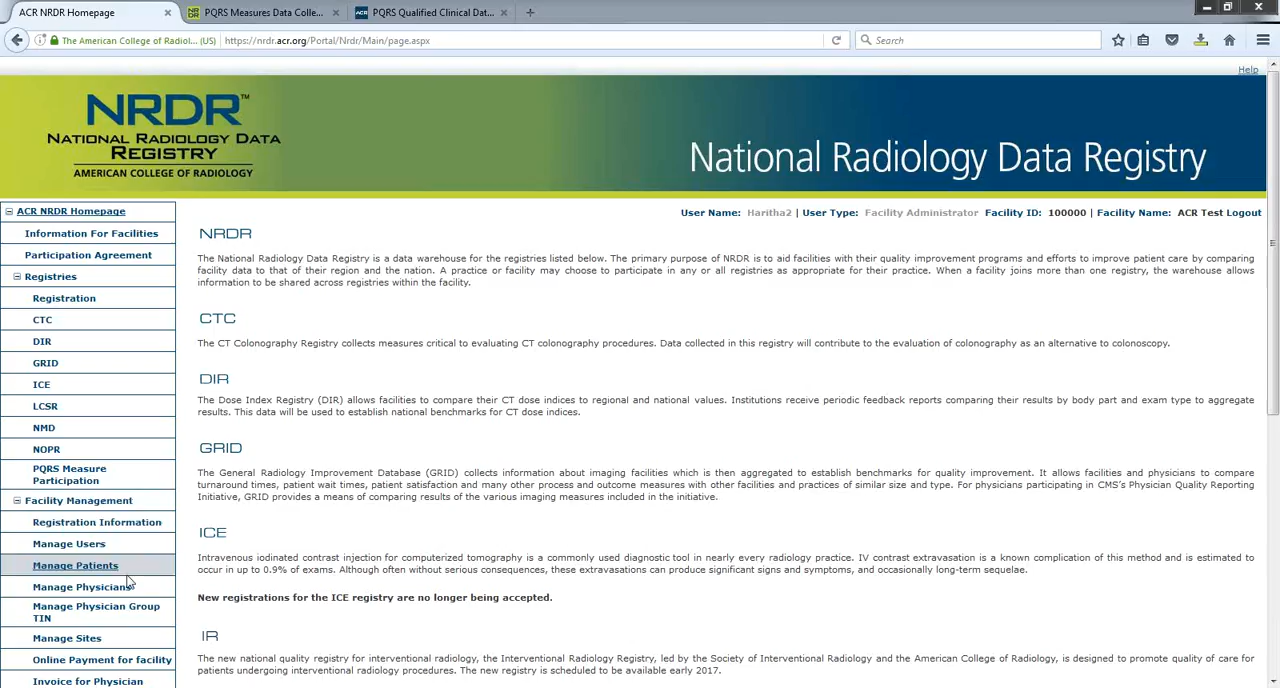 ACR NRDR Homepage
PQRS Measures Data Colle...
PQRS Qualified Clinical Dat...
The American College of Radiol... (US)
https://nrdr.acr.org/Portal/Nrdr/Main/page.aspx
Search
Help
NRDR™
NATIONAL RADIOLOGY DATA
REGISTRY
AMERICAN COLLEGE OF RADIOLOGY
National Radiology Data Registry
ACR NRDR Homepage
Information For Facilities
Participation Agreement
Registries
Registration
CTC
DIR
GRID
ICE
LCSR
NMD
NOPR
PQRS Measure
Participation
Facility Management
Registration Information
Manage Users
Manage Patients
Manage Physicians
Manage Physician Group
TIN
Manage Sites
Online Payment for facility
Invoice for Physician
User Name: Haritha2 | User Type: Facility Administrator Facility ID: 100000 | Facility Name: ACR Test Logout
NRDR
The National Radiology Data Registry is a data warehouse for the registries listed below. The primary purpose of NRDR is to aid facilities with their quality improvement programs and efforts to improve patient care by comparing
facility data to that of their region and the nation. A practice or facility may choose to participate in any or all registries as appropriate for their practice. When a facility joins more than one registry, the warehouse allows
information to be shared across registries within the facility.
CTC
The CT Colonography Registry collects measures critical to evaluating CT colonography procedures. Data collected in this registry will contribute to the evaluation of colonography as an alternative to colonoscopy.
DIR
The Dose Index Registry (DIR) allows facilities to compare their CT dose indices to regional and national values. Institutions receive periodic feedback reports comparing their results by body part and exam type to aggregate
results. This data will be used to establish national benchmarks for CT dose indices.
GRID
The General Radiology Improvement Database (GRID) collects information about imaging facilities which is then aggregated to establish benchmarks for quality improvement. It allows facilities and physicians to compare
turnaround times, patient wait times, patient satisfaction and many other process and outcome measures with other facilities and practices of similar size and type. For physicians participating in CMS's Physician Quality Reporting
Initiative, GRID provides a means of comparing results of the various imaging measures included in the initiative.
ICE
Intravenous iodinated contrast injection for computerized tomography is a commonly used diagnostic tool in nearly every radiology practice. IV contrast extravasation is a known complication of this method and is estimated to
occur in up to 0.9% of exams. Although often without serious consequences, these extravasations can produce significant signs and symptoms, and occasionally long-term sequelae.
New registrations for the ICE registry are no longer being accepted.
IR
The new national quality registry for interventional radiology, the Interventional Radiology Registry, led by the Society of Interventional Radiology and the American College of Radiology, is designed to promote quality of care for
patients undergoing interventional radiology procedures. The new registry is scheduled to be available early 2017.